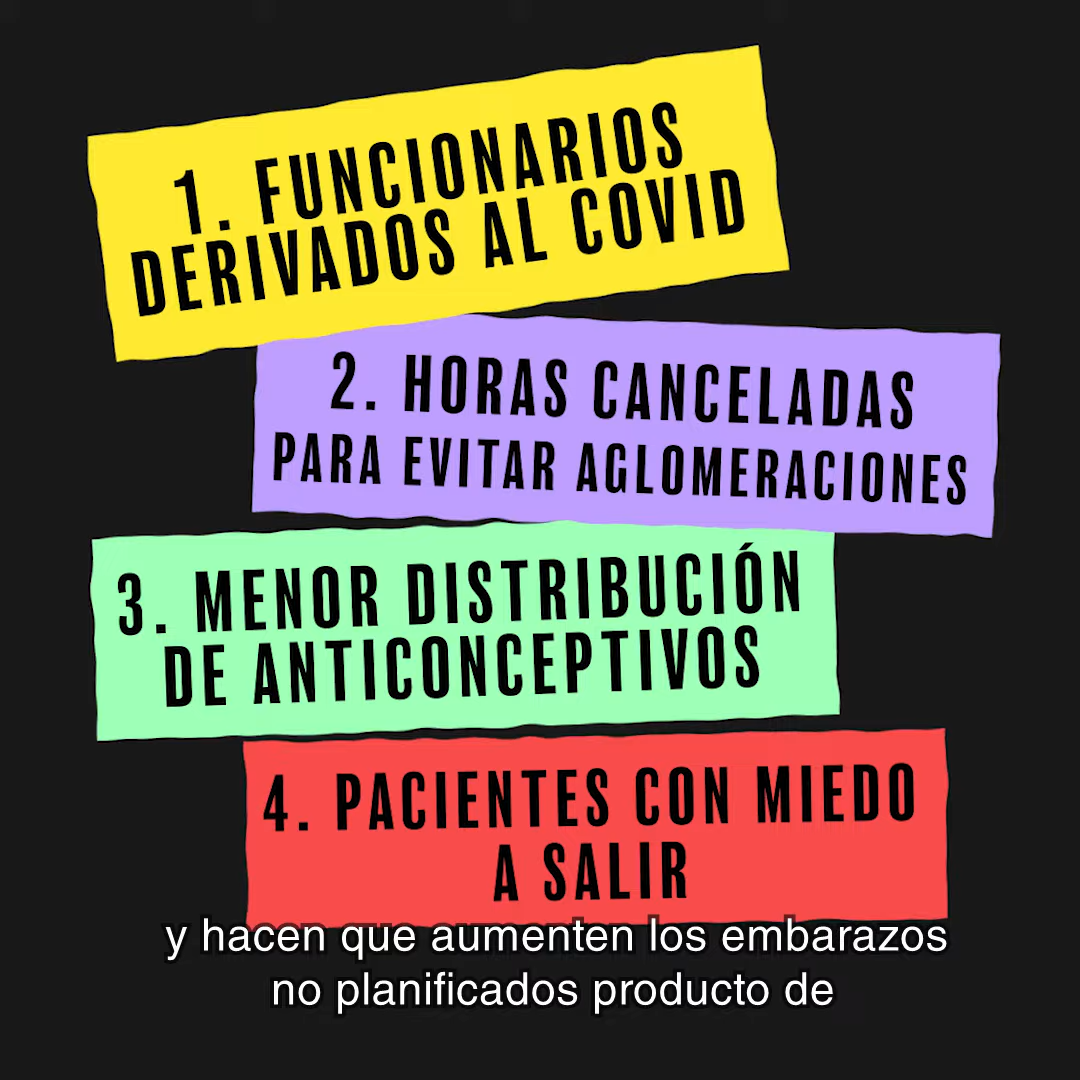 1. FUNCIONARIOS
DERIVADOS AL COVID
2. HORAS CANCELADAS
PARA EVITAR AGLOMERACIONES
3. MENOR DISTRIBUCIÓN
DE ANTICONCEPTIVOS
4. PACIENTES CON MIEDO
A SALIR
y hacen que aumenten los embarazos
no planificados producto de